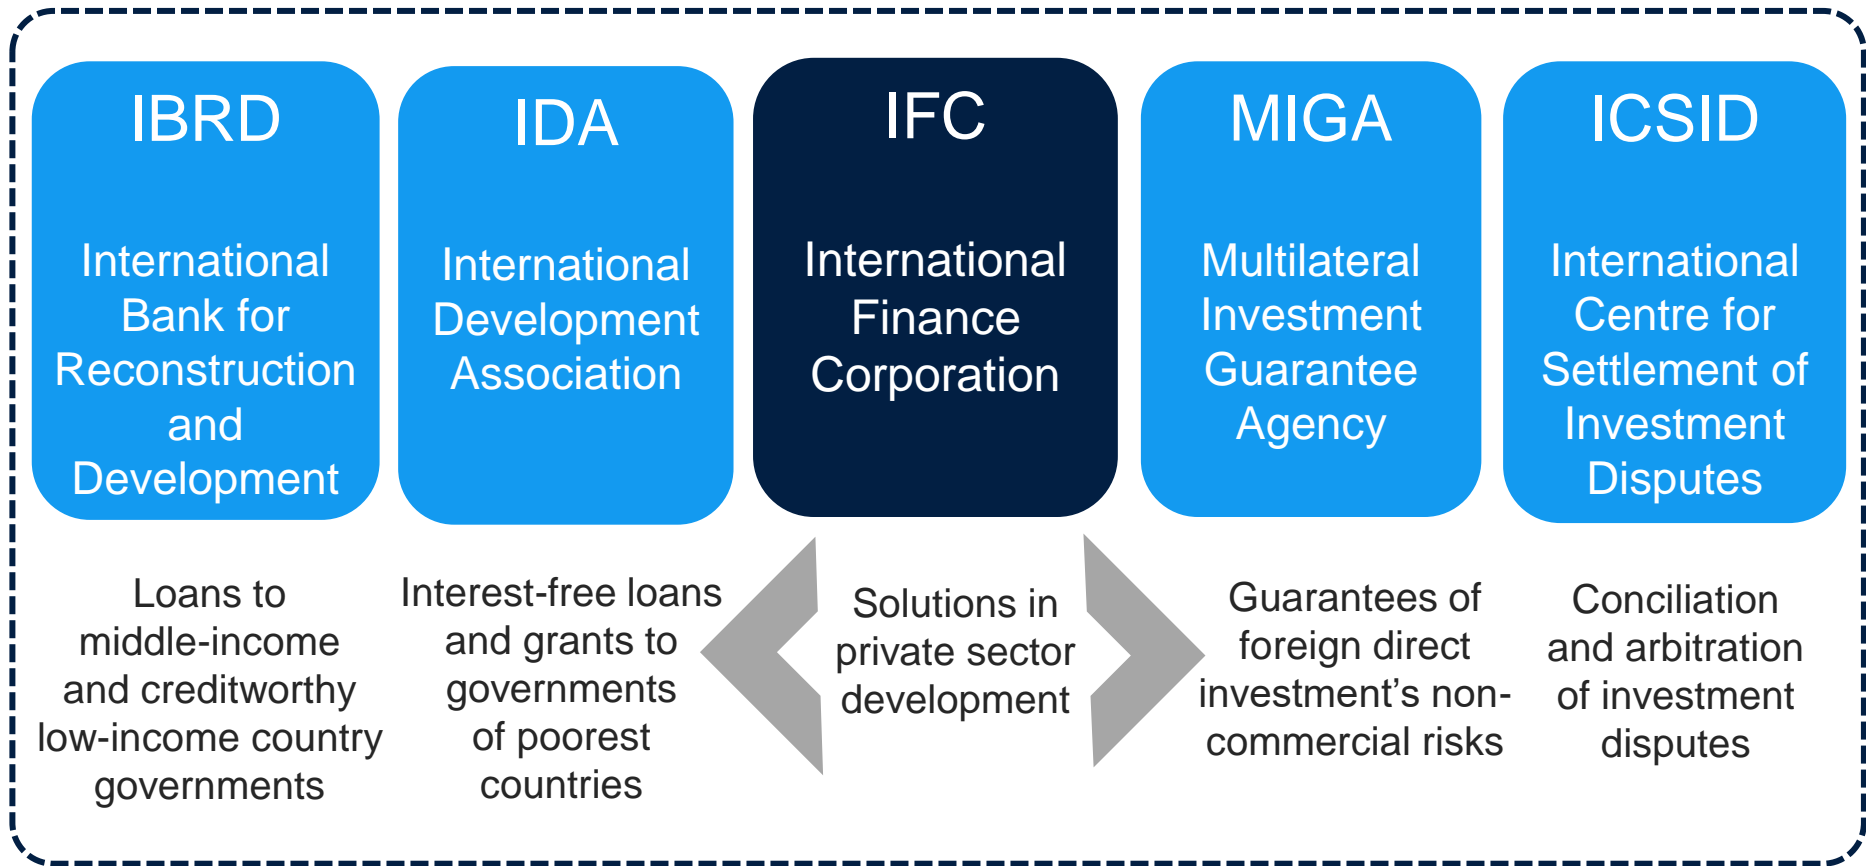 IBRD
International
Bank for
Reconstruction
and
Development
Loans to
middle-income
and creditworthy
low-income country
governments
IDA
International
Development
Association
Interest-free loans
and grants to
governments
of poorest
countries
IFC
International
Finance
Corporation
Solutions in
private sector
development
MIGA
Multilateral
Investment
Guarantee
Agency
Guarantees of
foreign direct
investment’s non-
commercial risks
ICSID
International
Centre for
Settlement of
Investment
Disputes
Conciliation
and arbitration
of investment
disputes